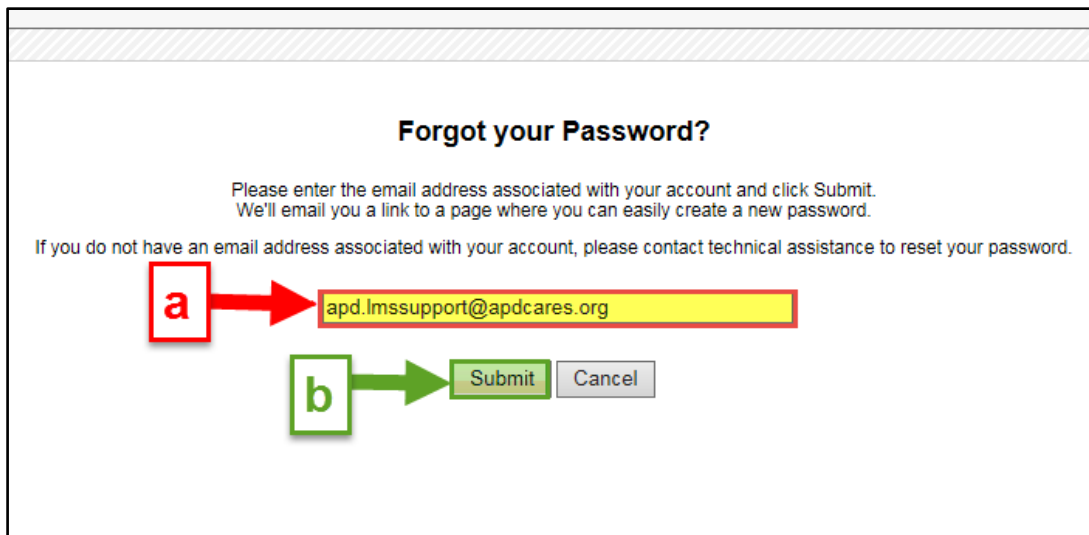 Forgot your Password?
Please enter the email address associated with your account and click Submit.
We'll email you a link to a page where you can easily create a new password.
If you do not have an email address associated with your account, please contact technical assistance to reset your password.
a
apd.lmssupport@apdcares.org
b
Submit Cancel